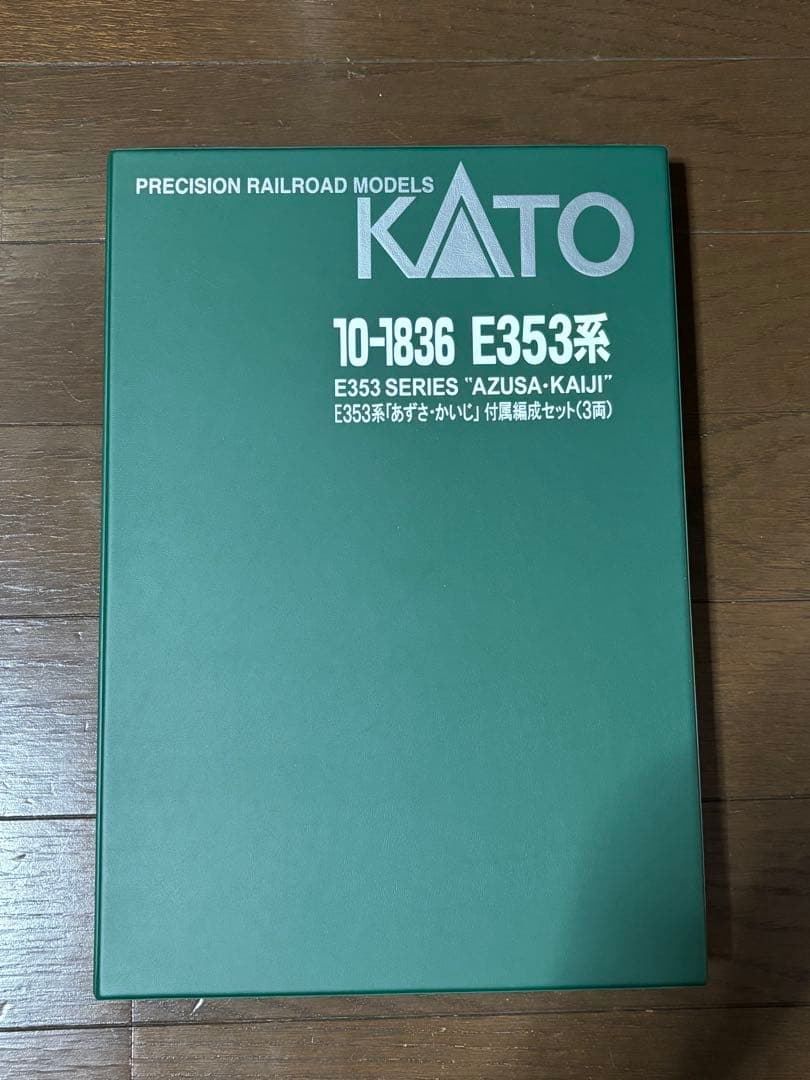 PRECISION RAILROAD MODELS
KATO
10-1836 E353系
E353 SERIES "AZUSA・KAIJI"
E353系「あずさ・かいじ」付属編成セット(3両)